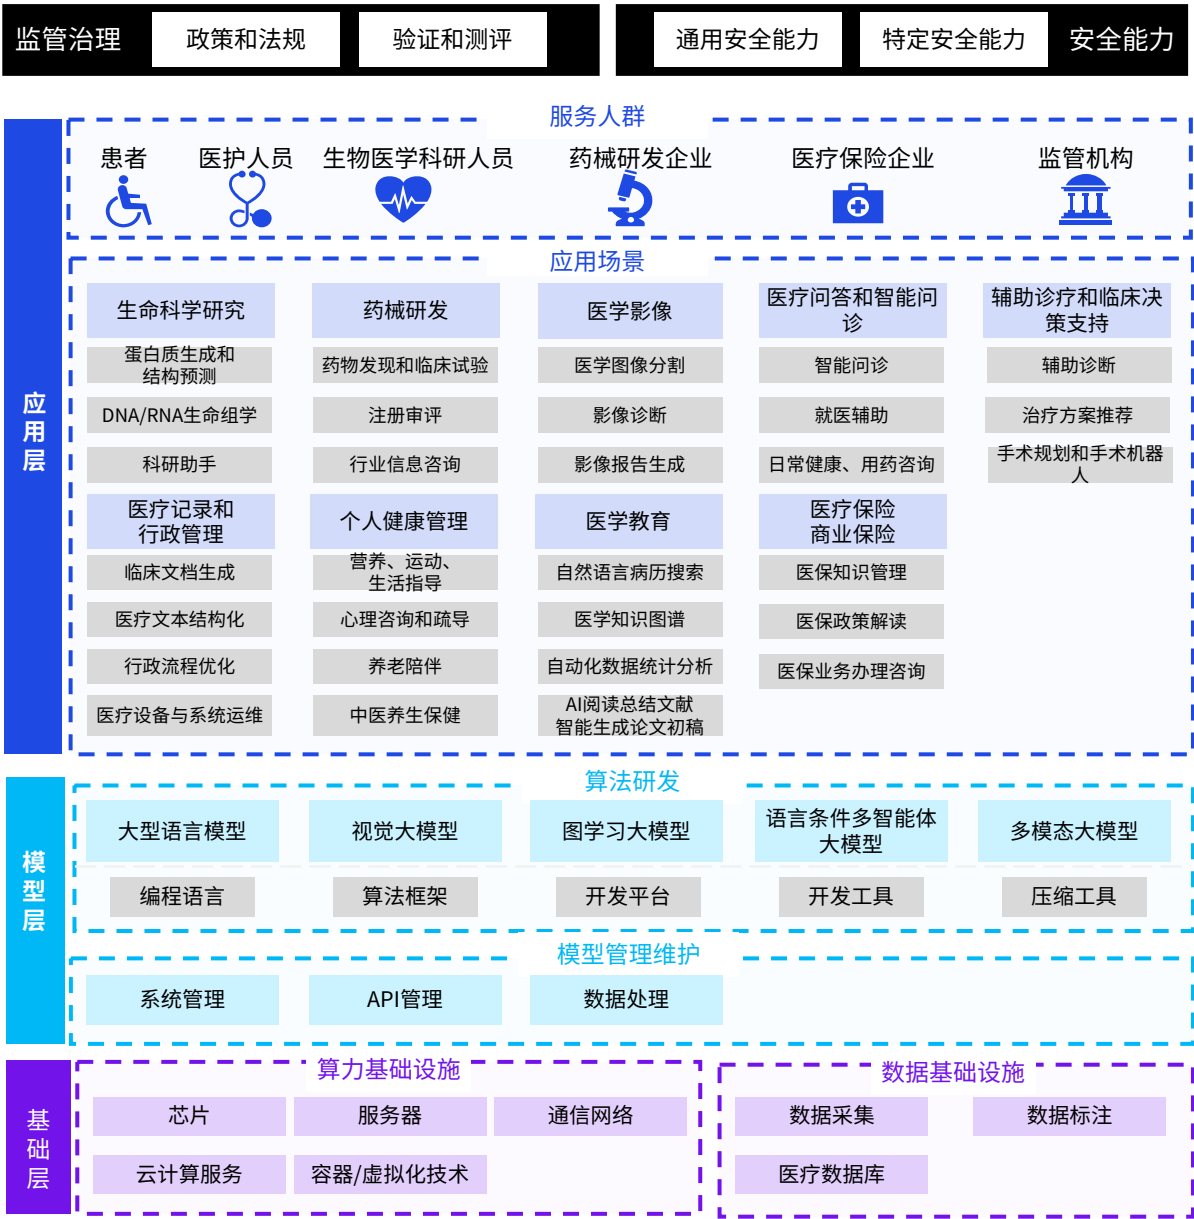 监管治理
政策和法规
验证和测评
通用安全能力
特定安全能力
安全能力
服务人群
患者
医护人员
生物医学科研人员
药械研发企业
医疗保险企业
监管机构
应用层
应用场景
生命科学研究
药械研发
医学影像
医疗问答和智能问
诊
辅助诊疗和临床决
策支持
蛋白质生成和
结构预测
药物发现和临床试验
医学图像分割
智能问诊
辅助诊断
DNA/RNA生命组学
注册审评
影像诊断
就医辅助
治疗方案推荐
科研助手
行业信息咨询
影像报告生成
日常健康、用药咨询
手术规划和手术机器
人
医疗记录和
行政管理
个人健康管理
医学教育
医疗保险
商业保险
临床文档生成
营养、运动、
生活指导
自然语言病历搜索
医保知识管理
医疗文本结构化
心理咨询和疏导
医学知识图谱
医保政策解读
行政流程优化
养老陪伴
自动化数据统计分析
医保业务办理咨询
医疗设备与系统运维
中医养生保健
AI阅读总结文献
智能生成论文初稿
模型层
算法研发
大型语言模型
视觉大模型
图学习大模型
语言条件多智能体
大模型
多模态大模型
编程语言
算法框架
开发平台
开发工具
压缩工具
模型管理维护
系统管理
API管理
数据处理
基础层
算力基础设施
芯片
服务器
通信网络
云计算服务
容器/虚拟化技术
数据基础设施
数据采集
数据标注
医疗数据库